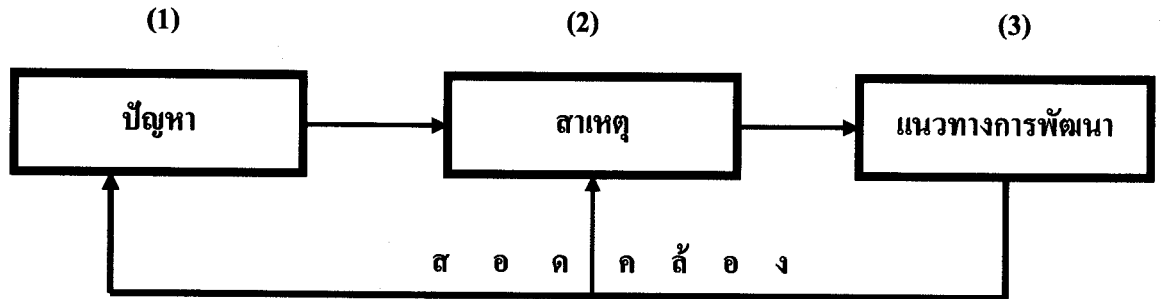 (1) (2) (3)
ปัญหา สาเหตุ แนวทางการพัฒนา
ส อ ด ค ล้ อ ง